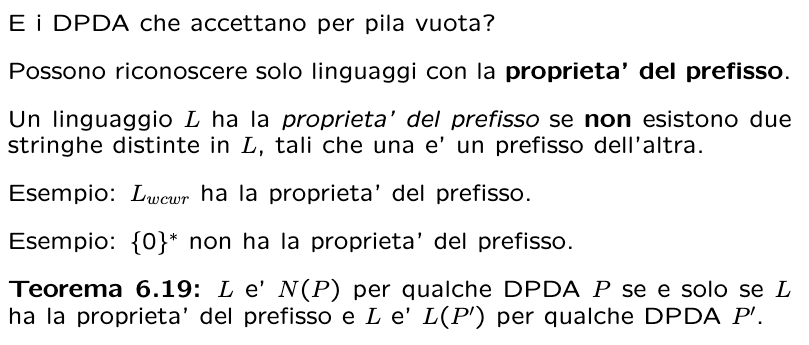 E i DPDA che accettano per pila vuota?
Possono riconoscere solo linguaggi con la proprieta' del prefisso.
Un linguaggio L ha la proprieta' del prefisso se non esistono due
stringhe distinte in L, tali che una e' un prefisso dell'altra.
Esempio: L_{wcwr} ha la proprieta' del prefisso.
Esempio: {0}* non ha la proprieta' del prefisso.
Teorema 6.19: L e' N(P) per qualche DPDA P se e solo se L
ha la proprieta' del prefisso e L e' L(P') per qualche DPDA P'.